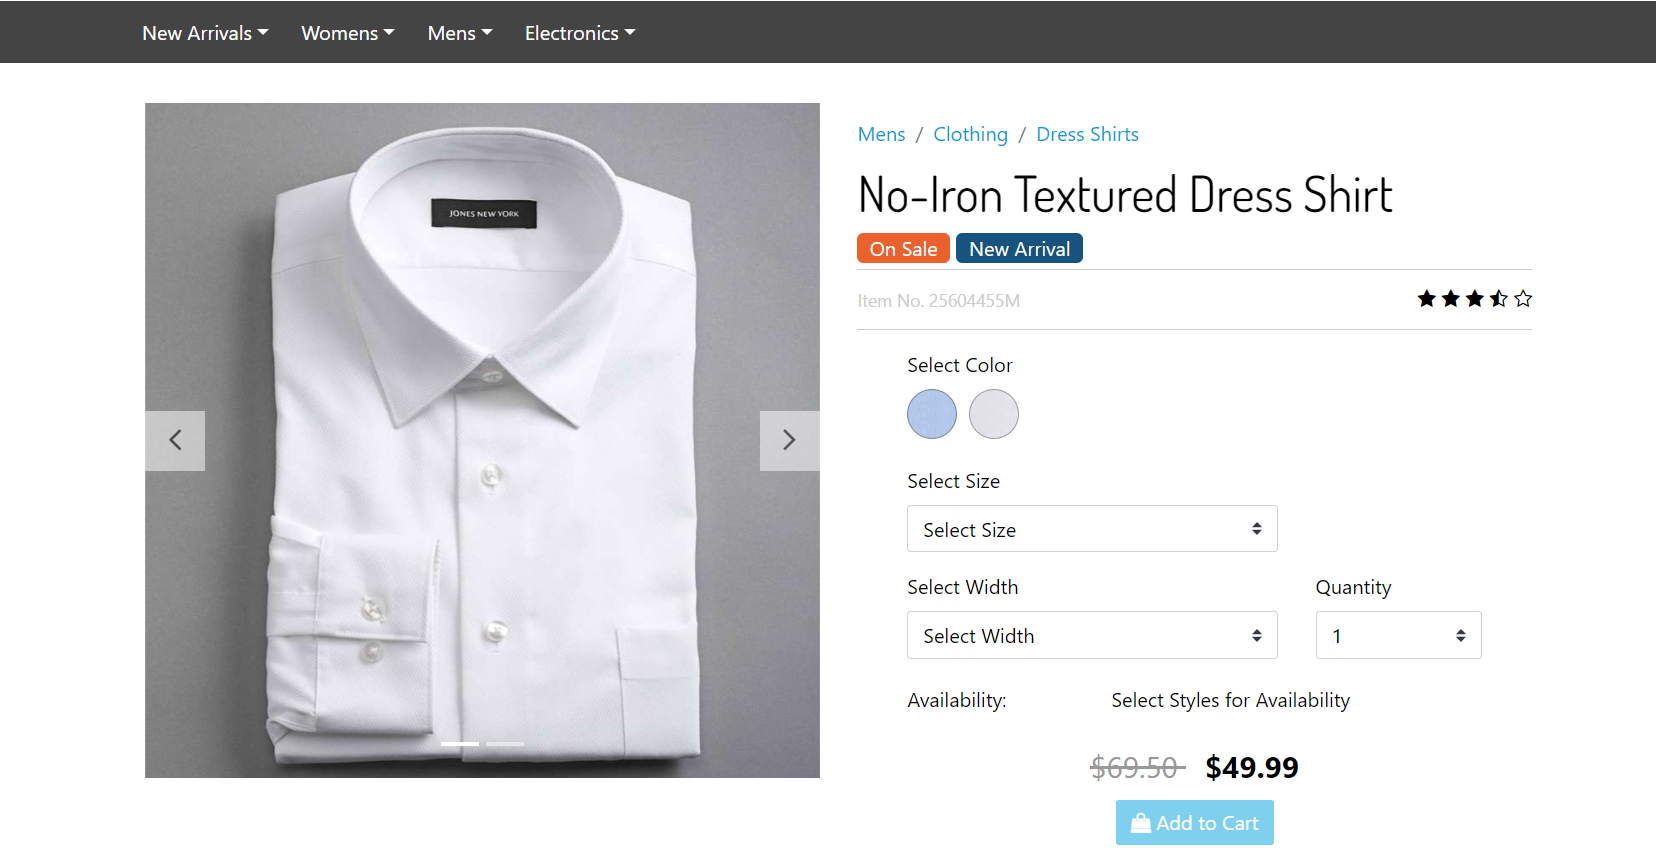 New Arrivals Womens Mens Electronics
JONES NEW YORK
Mens / Clothing / Dress Shirts
No-Iron Textured Dress Shirt
On Sale New Arrival
Item No. 25604455M
Select Color
Select Size
Select Size
Select Width Quantity
Select Width 1
Availability: Select Styles for Availability
$69.50 $49.99
Add to Cart